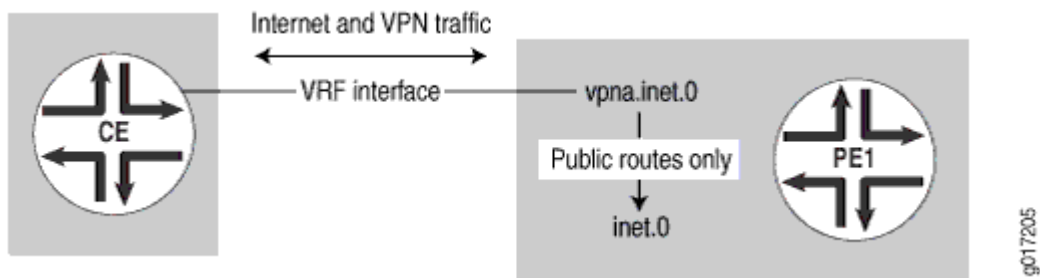 Internet and VPN traffic
VRF interface
vpna.inet.0
CE
Public routes only
PE1
inet.0
g017205